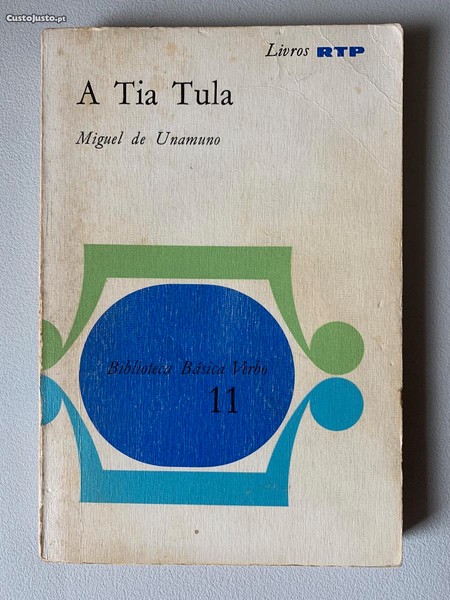 CustoJusto.pt
Livros RTP
A Tia Tula
Miguel de Unamuno
Biblioteca Básica Verbo
11